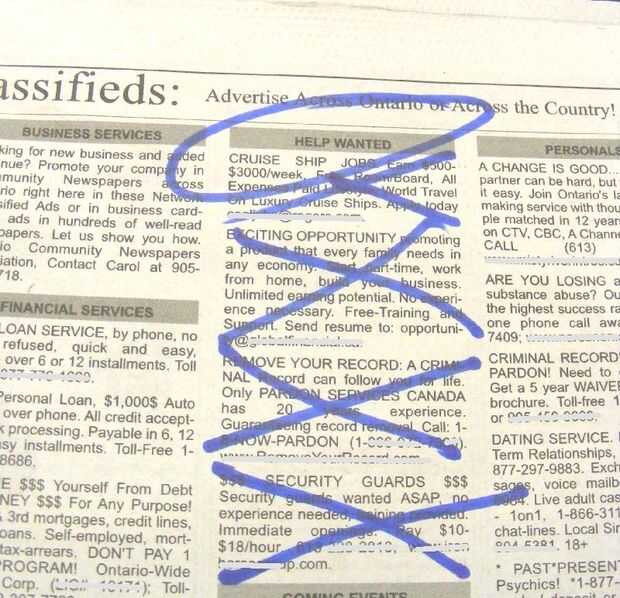 assifieds:
Advertise Across Ontario or Across the Country!
BUSINESS SERVICES
king for new business and added
nue? Promote your company in
munity Newspapers across
rio right here in these Network
sified Ads or in business card-
ads in hundreds of well-read
papers. Let us show you how.
io Community Newspapers
iation, Contact Carol at 905-
718.
FINANCIAL SERVICES
LOAN SERVICE, by phone, no
refused, quick and easy,
over 6 or 12 installments. Toll
Personal Loan, $1,000$ Auto
over phone. All credit accept-
k processing. Payable in 6, 12
sy installments. Toll-Free 1-
8686.
E $$$ Yourself From Debt
NEY $$$ For Any Purpose!
& 3rd mortgages, credit lines,
oans. Self-employed, mort-
tax-arrears. DON'T PAY 1
ROGRAM! Ontario-Wide
Corp. Toll-
HELP WANTED
CRUISE SHIP JOBS Earn $500-
$3000/week, Free Room/Board, All
Expenses Paid Lifestyle World Travel
On Luxury Cruise Ships. Apply today
EXCITING OPPORTUNITY promoting
a product that every family needs in
any economy. Start part-time, work
from home, build your business.
Unlimited earning potential. No experi-
ence necessary. Free-Training and
Support. Send resume to: opportuni-
REMOVE YOUR RECORD: A CRIMI-
NAL record can follow you for life.
Only PARDON SERVICES CANADA
has 20 years experience.
Guaranteeing record removal. Call: 1-
8-NOW-PARDON
www.RemoveYourRecord.com
$$$ SECURITY GUARDS $$$
Security guards wanted ASAP, no
experience needed, training provided.
Immediate openings. Pay $10-
$18/hour
COMING EVENTS
PERSONALS
A CHANGE IS GOOD...
partner can be hard, but
it easy. Join Ontario's la
making service with thou
ple matched in 12 years
on CTV, CBC, A Channe
CALL (613)
ARE YOU LOSING a
substance abuse? Ou
the highest success ra
one phone call awa
7409;
CRIMINAL RECORD
PARDON! Need to
Get a 5 year WAIVE
brochure. Toll-free 1
or
DATING SERVICE.
Term Relationships,
877-297-9883. Exch
sages, voice mailb
Live adult cas
- 1on1, 1-866-311
chat-lines. Local Sin
18+
* PAST*PRESENT
Psychics! *1-877-